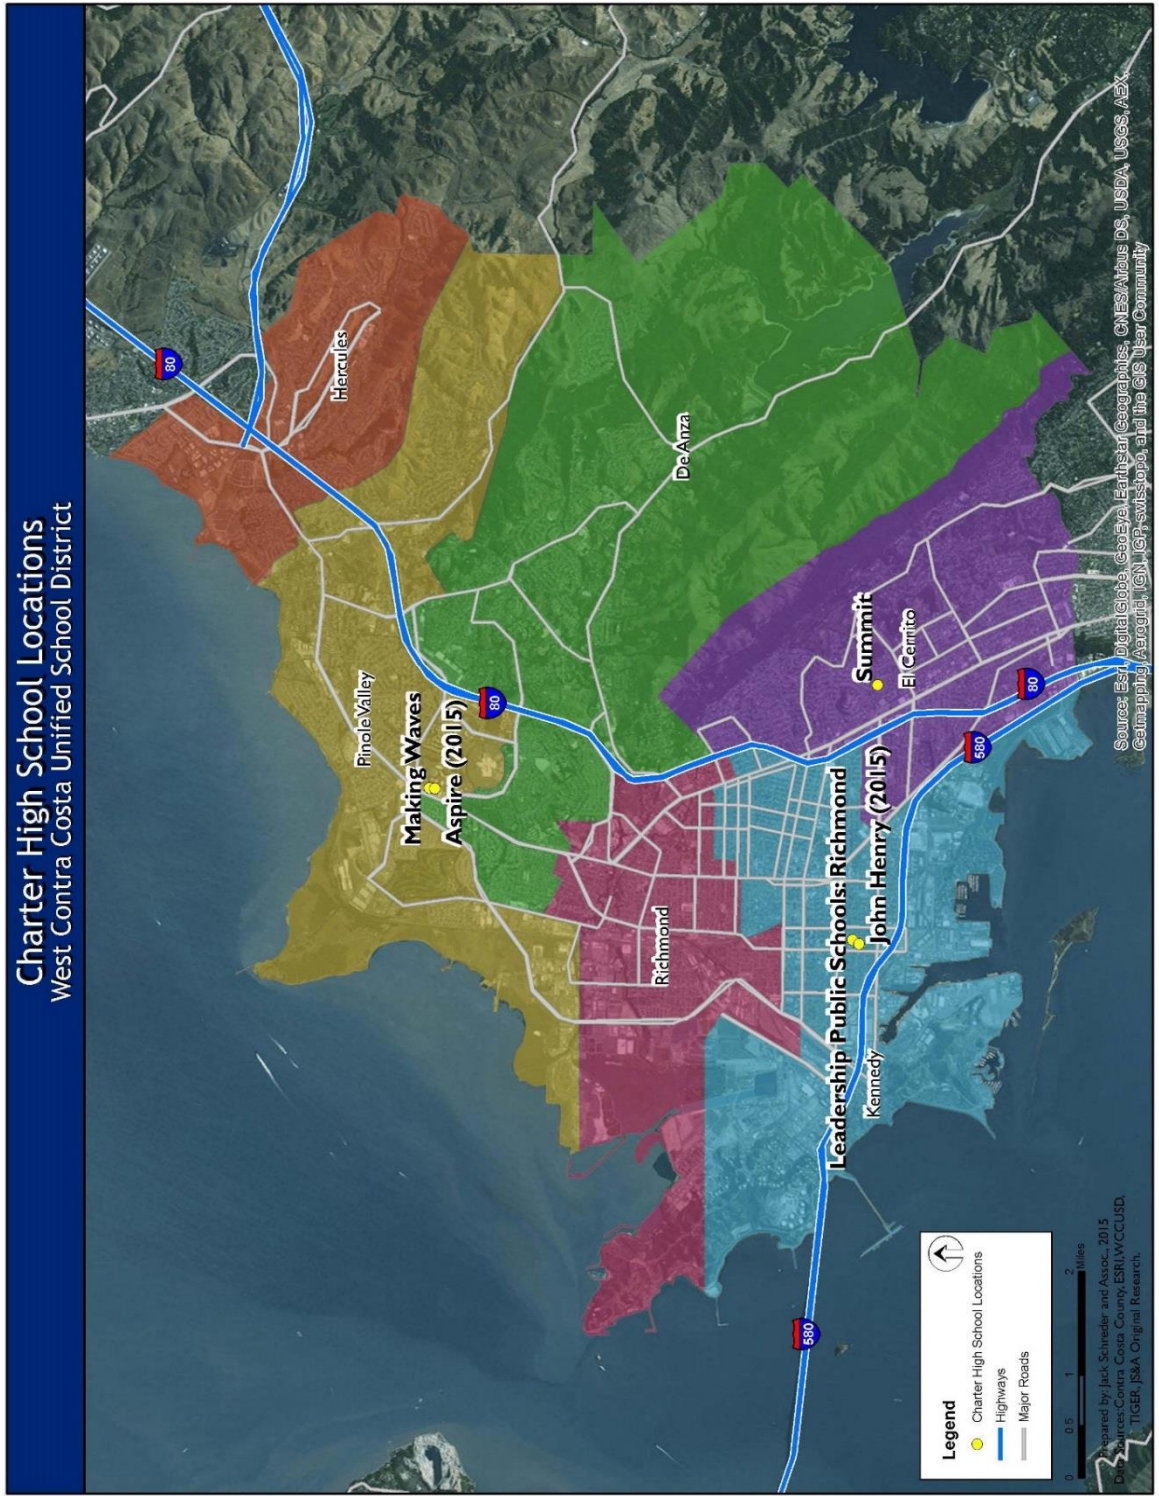 Charter High School Locations
West Contra Costa Unified School District
80
Hercules
Pinole Valley
Making Waves
Aspire (2015)
80
De Anza
Richmond
Summit
El Cerrito
Leadership Public Schools: Richmond
John Henry (2015)
80
580
Kennedy
580
Legend
Charter High School Locations
Highways
Major Roads
0 0.5 1 2
Miles
Prepared by: Jack Schreder and Assoc., 2015
Data Sources:Contra Costa County, ESRI,WCCUSD,
TIGER, JS&A Original Research.
Source: Esri, DigitalGlobe, GeoEye, Earthstar Geographics, CNES/Airbus DS, USDA, USGS, AEX,
Getmapping, Aerogrid, IGN, IGP, swisstopo, and the GIS User Community